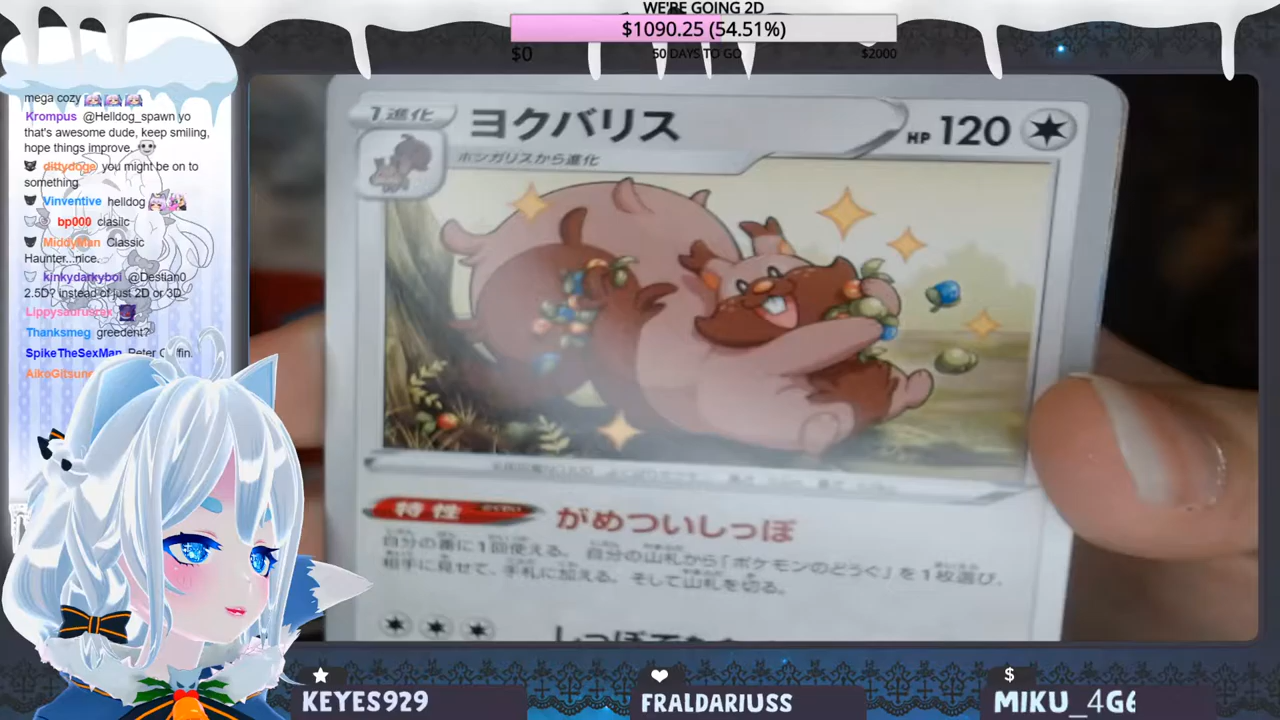 WE'RE GOING 2D
$1090.25 (54.51%)
$0
50 DAYS TO GO
$2000
mega cozy
Krompus @Helldog_spawn yo
that's awesome dude, keep smiling,
hope things improve.
dittydoge you might be on to
something
Vinventive helldog
bp000 clasilc
MiddyMan Classic
Haunter...nice.
kinkydarkyboi @Destian0
2.5D? instead of just 2D or 3D
Lippysaurus
Thanksmeg greedent?
SpikeTheSexMan Peter
AikoGitsune
1進化
ヨクバリス
HP 120
ホシガリスから進化
特性
がめついしっぽ
自分の番に1回使える。自分の山札から「ポケモンのどうぐ」を1枚選び、
相手に見せて、手札に加える。そして山札を切る。
KEYES929
FRALDARIUSS
$
MIKU_4G6